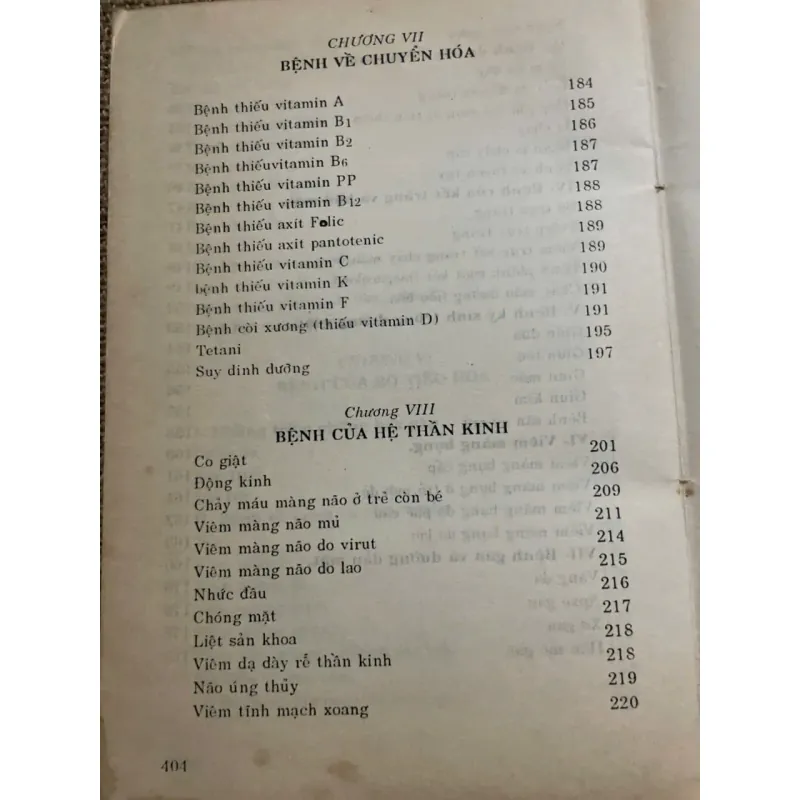 CHƯƠNG VII
BỆNH VỀ CHUYỂN HÓA
Bệnh thiếu vitamin A 184
Bệnh thiếu vitamin B1 185
Bệnh thiếu vitamin B2 186
Bệnh thiếuvitamin B6 187
Bệnh thiếu vitamin PP 187
Bệnh thiếu vitamin B12 188
Bệnh thiếu axít Folic 188
Bệnh thiếu axit pantotenic 189
Bệnh thiếu vitamin C 189
bệnh thiếu vitamin K 190
Bệnh thiếu vitamin F 191
Bệnh còi xương (thiếu vitamin D) 191
Tetani 195
Suy dinh dưỡng 197
Chương VIII
BỆNH CỦA HỆ THẦN KINH
Co giật 201
Động kinh 206
Chảy máu màng não ở trẻ còn bé 209
Viêm màng não mủ 211
Viêm màng não do virut 214
Viêm màng não do lao 215
Nhức đầu 216
Chóng mặt 217
Liệt sản khoa 218
Viêm dạ dày rễ thần kinh 218
Não úng thủy 219
Viêm tĩnh mạch xoang 220
404